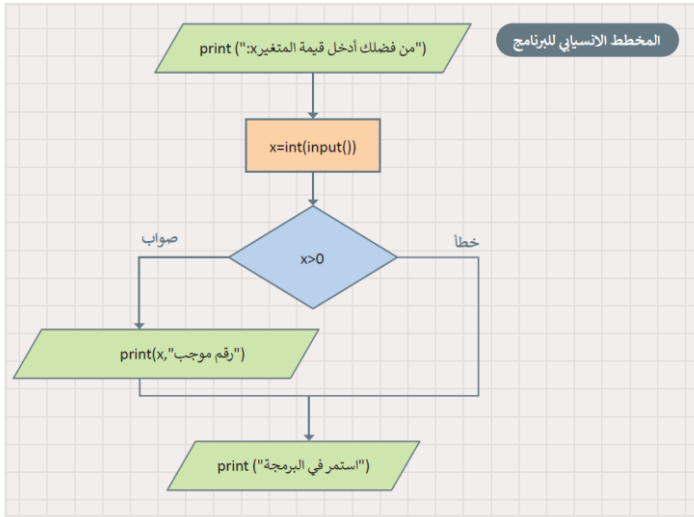 المخطط الانسيابي للبرنامج
print ("من فضلك أدخل قيمة المتغير x:")
x=int(input())
x>0
صواب
خطأ
print(x,"رقم موجب")
print ("استمر في البرمجة")